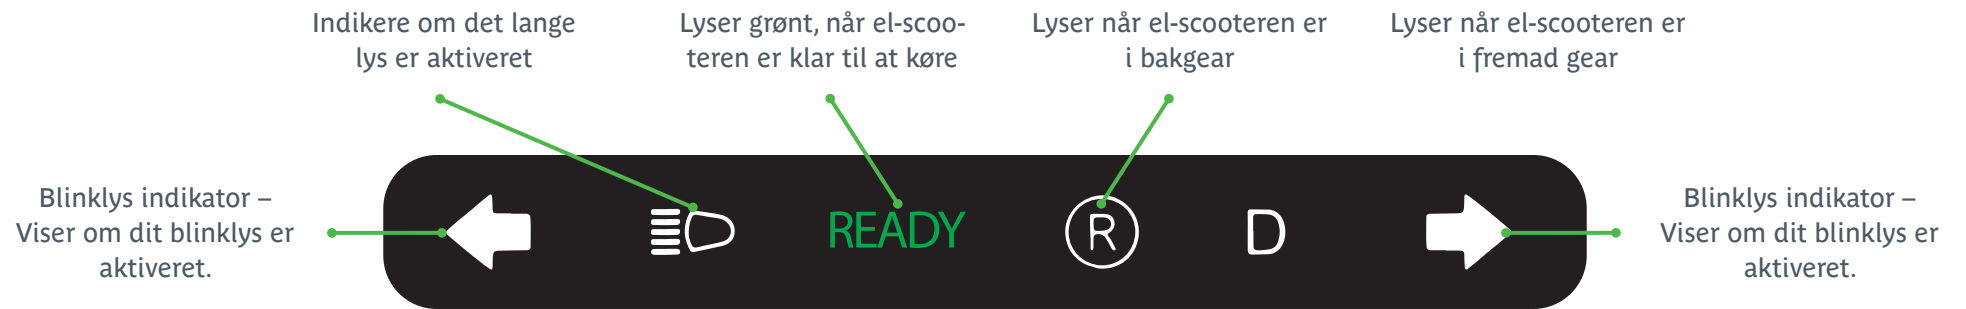 Indikere om det lange
lys er aktiveret
Lyser grønt, når el-scoo-
teren er klar til at køre
Lyser når el-scooteren er
i bakgear
Lyser når el-scooteren er
i fremad gear
Blinklys indikator –
Viser om dit blinklys er
aktiveret.
READY
R
D
Blinklys indikator –
Viser om dit blinklys er
aktiveret.